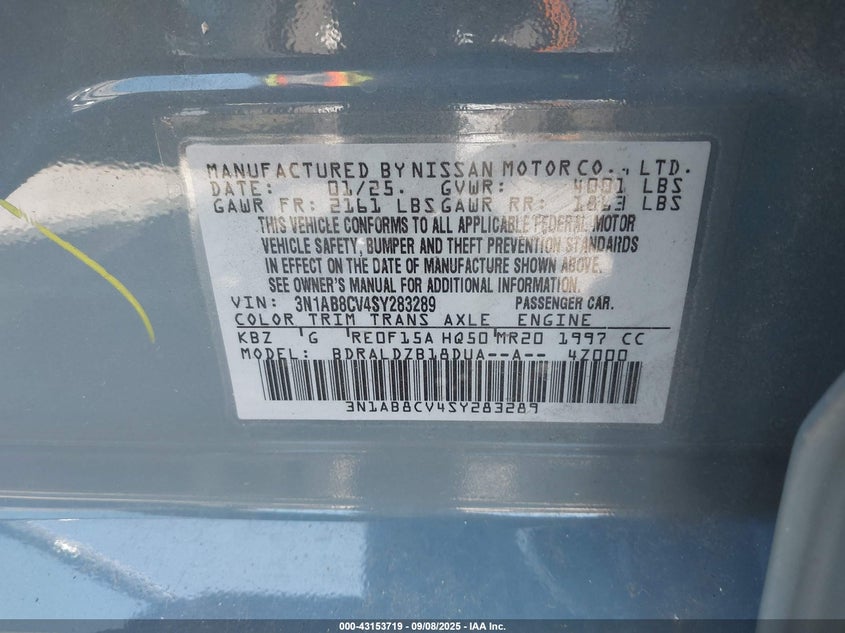 MANUFACTURED BY NISSAN MOTOR CO., LTD.
DATE: 01/25. GVWR: 4001 LBS
GAWR FR: 2161 LBS GAWR RR: 1863 LBS
THIS VEHICLE CONFORMS TO ALL APPLICABLE FEDERAL MOTOR
VEHICLE SAFETY, BUMPER AND THEFT PREVENTION STANDARDS
IN EFFECT ON THE DATE OF MANUFACTURE SHOWN ABOVE.
SEE OWNER'S MANUAL FOR ADDITIONAL INFORMATION.
VIN: 3N1AB8CV4SY283289 PASSENGER CAR.
COLOR TRIM TRANS AXLE ENGINE
KBZ G RE0F15A HQ50 MR20 1997 CC
MODEL: BDRALDZB18DUA--A-- 4Z000
3N1AB8CV4SY283289
000-43153719 - 09/08/2025 - IAA Inc.